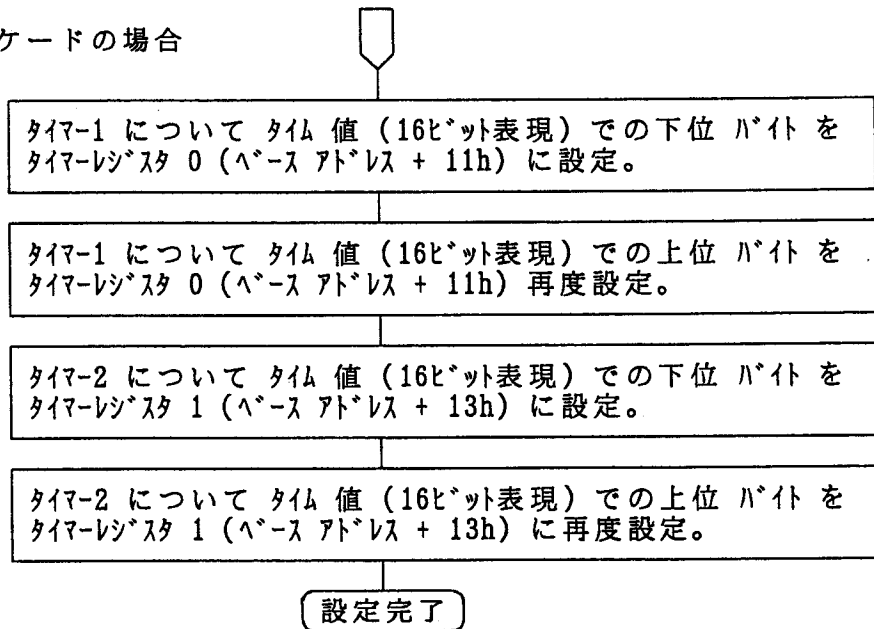 ケードの場合
ﾀｲﾏｰ1 について ﾀｲﾑ 値 (16ﾋﾞｯﾄ表現) での下位 ﾊﾞｲﾄ を
ﾀｲﾏｰﾚｼﾞｽﾀ 0 (ﾍﾞｰｽ ｱﾄﾞﾚｽ + 11h) に設定。
ﾀｲﾏｰ1 について ﾀｲﾑ 値 (16ﾋﾞｯﾄ表現) での上位 ﾊﾞｲﾄ を
ﾀｲﾏｰﾚｼﾞｽﾀ 0 (ﾍﾞｰｽ ｱﾄﾞﾚｽ + 11h) 再度設定。
ﾀｲﾏｰ2 について ﾀｲﾑ 値 (16ﾋﾞｯﾄ表現) での下位 ﾊﾞｲﾄ を
ﾀｲﾏｰﾚｼﾞｽﾀ 1 (ﾍﾞｰｽ ｱﾄﾞﾚｽ + 13h) に設定。
ﾀｲﾏｰ2 について ﾀｲﾑ 値 (16ﾋﾞｯﾄ表現) での上位 ﾊﾞｲﾄ を
ﾀｲﾏｰﾚｼﾞｽﾀ 1 (ﾍﾞｰｽ ｱﾄﾞﾚｽ + 13h) に再度設定。
設定完了